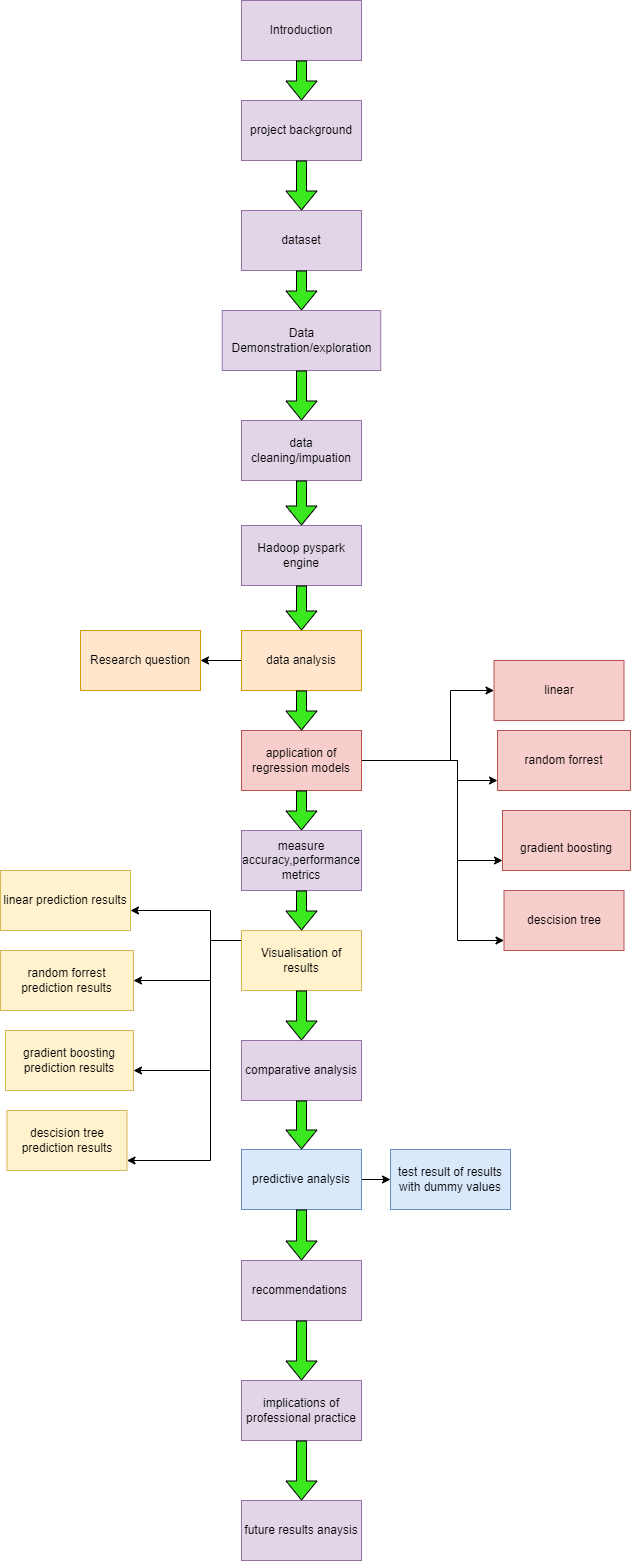 Introduction
project background
dataset
Data
Demonstration/exploration
data
cleaning/impuation
Hadoop pyspark
engine
Research question
data analysis
application of
regression models
linear
random forrest
gradient boosting
descision tree
measure
accuracy,performance
metrics
Visualisation of
results
linear prediction results
random forrest
prediction results
gradient boosting
prediction results
descision tree
prediction results
comparative analysis
predictive analysis
test result of results
with dummy values
recommendations
implications of
professional practice
future results anaysis